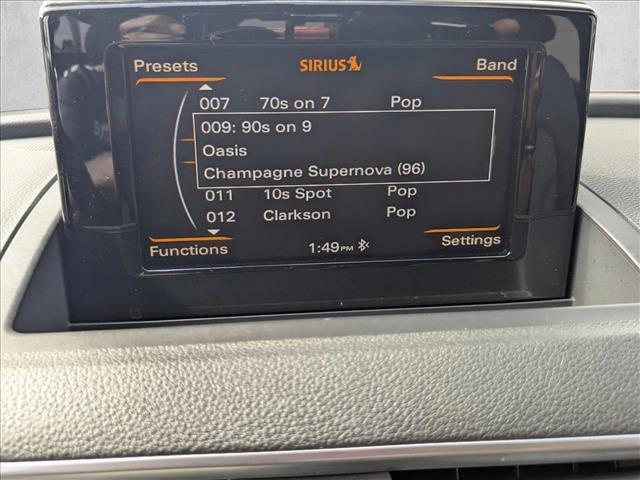 Presets SIRIUS Band
007 70s on 7 Pop
009: 90s on 9
Oasis
Champagne Supernova (96)
011 10s Spot Pop
012 Clarkson Pop
Functions 1:49PM Settings